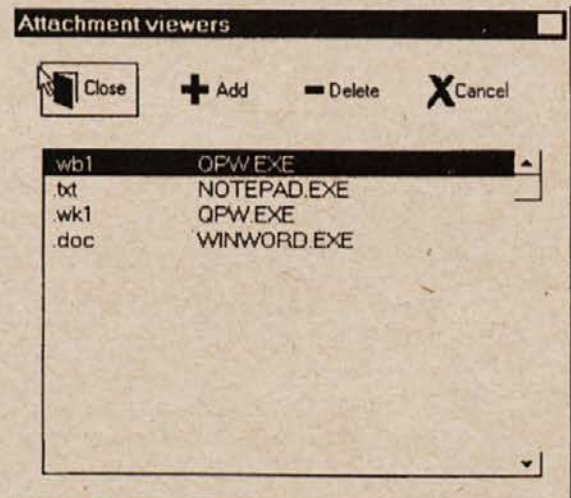 Attachment viewers
Close Add Delete Cancel
.wb1 QPW.EXE
.txt NOTEPAD.EXE
.wk1 QPW.EXE
.doc WINWORD.EXE